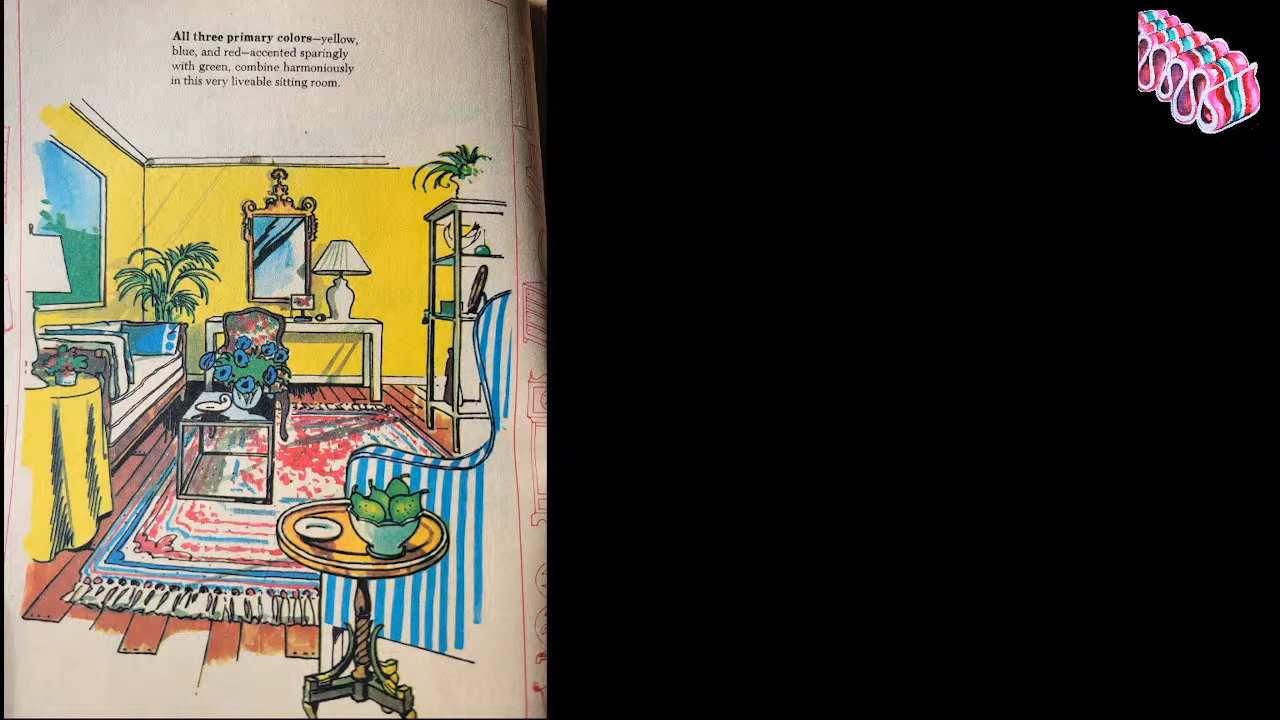 All three primary colors—yellow,
blue, and red—accented sparingly
with green, combine harmoniously
in this very liveable sitting room.